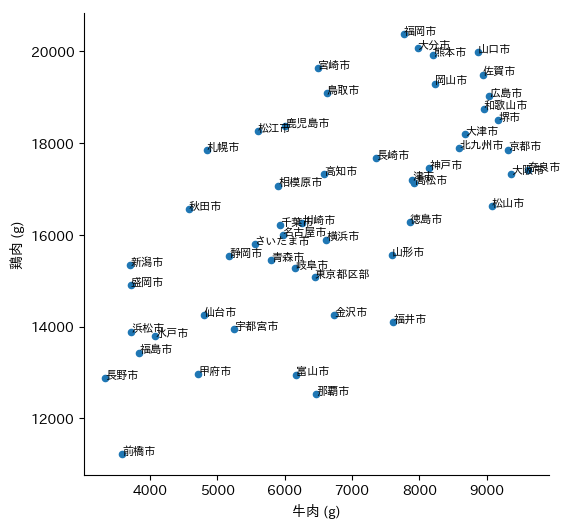 20000
18000
16000
14000
12000
鶏肉 (g)
福岡市
大分市
熊本市
山口市
宮崎市
佐賀市
岡山市
鳥取市
広島市
和歌山市
堺市
鹿児島市
松江市
大津市
札幌市
北九州市
京都市
長崎市
神戸市
奈良市
大阪市
高知市
津市
高松市
相模原市
松山市
秋田市
徳島市
川崎市
千葉市
名古屋市
横浜市
さいたま市
静岡市
山形市
青森市
新潟市
岐阜市
東京都区部
盛岡市
仙台市
金沢市
福井市
宇都宮市
浜松市
水戸市
福島市
甲府市
富山市
長野市
那覇市
前橋市
4000 5000 6000 7000 8000 9000
牛肉 (g)